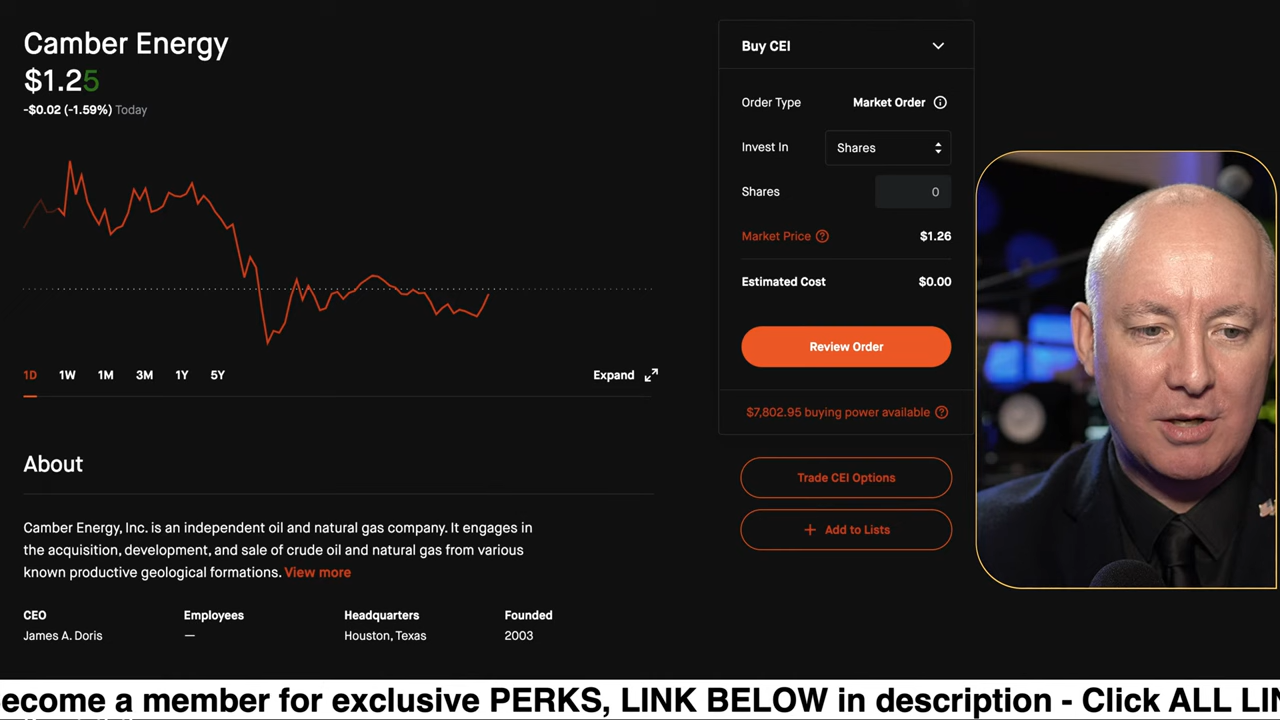 Camber Energy
$1.25
-$0.02 (-1.59%) Today
1D 1W 1M 3M 1Y 5Y
Expand
About
Camber Energy, Inc. is an independent oil and natural gas company. It engages in
the acquisition, development, and sale of crude oil and natural gas from various
known productive geological formations. View more
CEO Employees Headquarters Founded
James A. Doris — Houston, Texas 2003
Buy CEI
Order Type Market Order
Invest In Shares
Shares 0
Market Price $1.26
Estimated Cost $0.00
Review Order
$7,802.95 buying power available
Trade CEI Options
+ Add to Lists
ecome a member for exclusive PERKS, LINK BELOW in description - Click ALL LIN